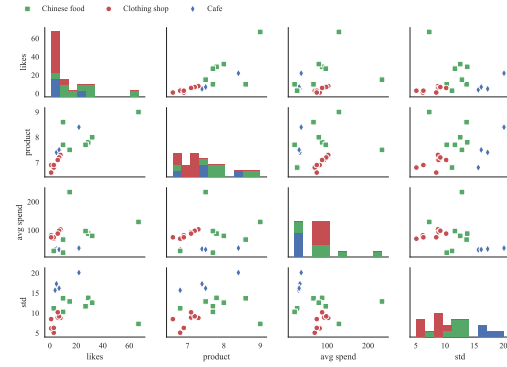 Chinese food Clothing shop Cafe
likes
60
40
20
0
product
9
8
7
avg spend
200
100
std
20
15
10
5
0 20 40 60
7 8 9
100 200
5 10 15 20
likes product avg spend std